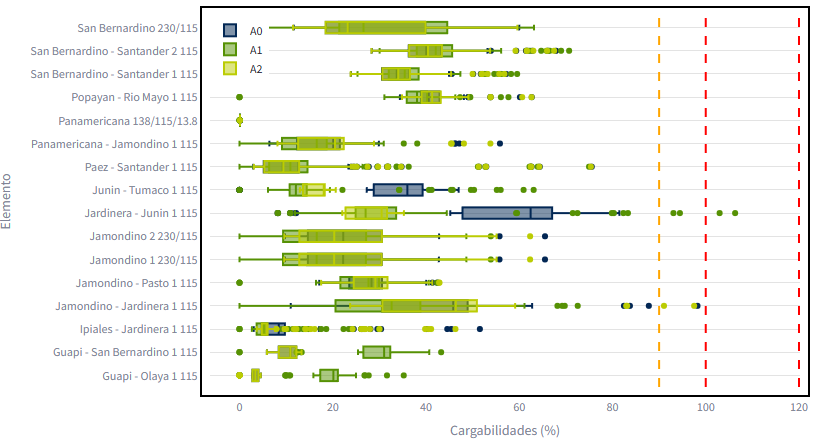 San Bernardino 230/115
San Bernardino - Santander 2 115
San Bernardino - Santander 1 115
Popayan - Rio Mayo 1 115
Panamericana 138/115/13.8
Panamericana - Jamondino 1 115
Paez - Santander 1 115
Junin - Tumaco 1 115
Jardinera - Junin 1 115
Jamondino 2 230/115
Jamondino 1 230/115
Jamondino - Pasto 1 115
Jamondino - Jardinera 1 115
Ipiales - Jardinera 1 115
Guapi - San Bernardino 1 115
Guapi - Olaya 1 115
Elemento
A0
A1
A2
0 20 40 60 80 100 120
Cargabilidades (%)